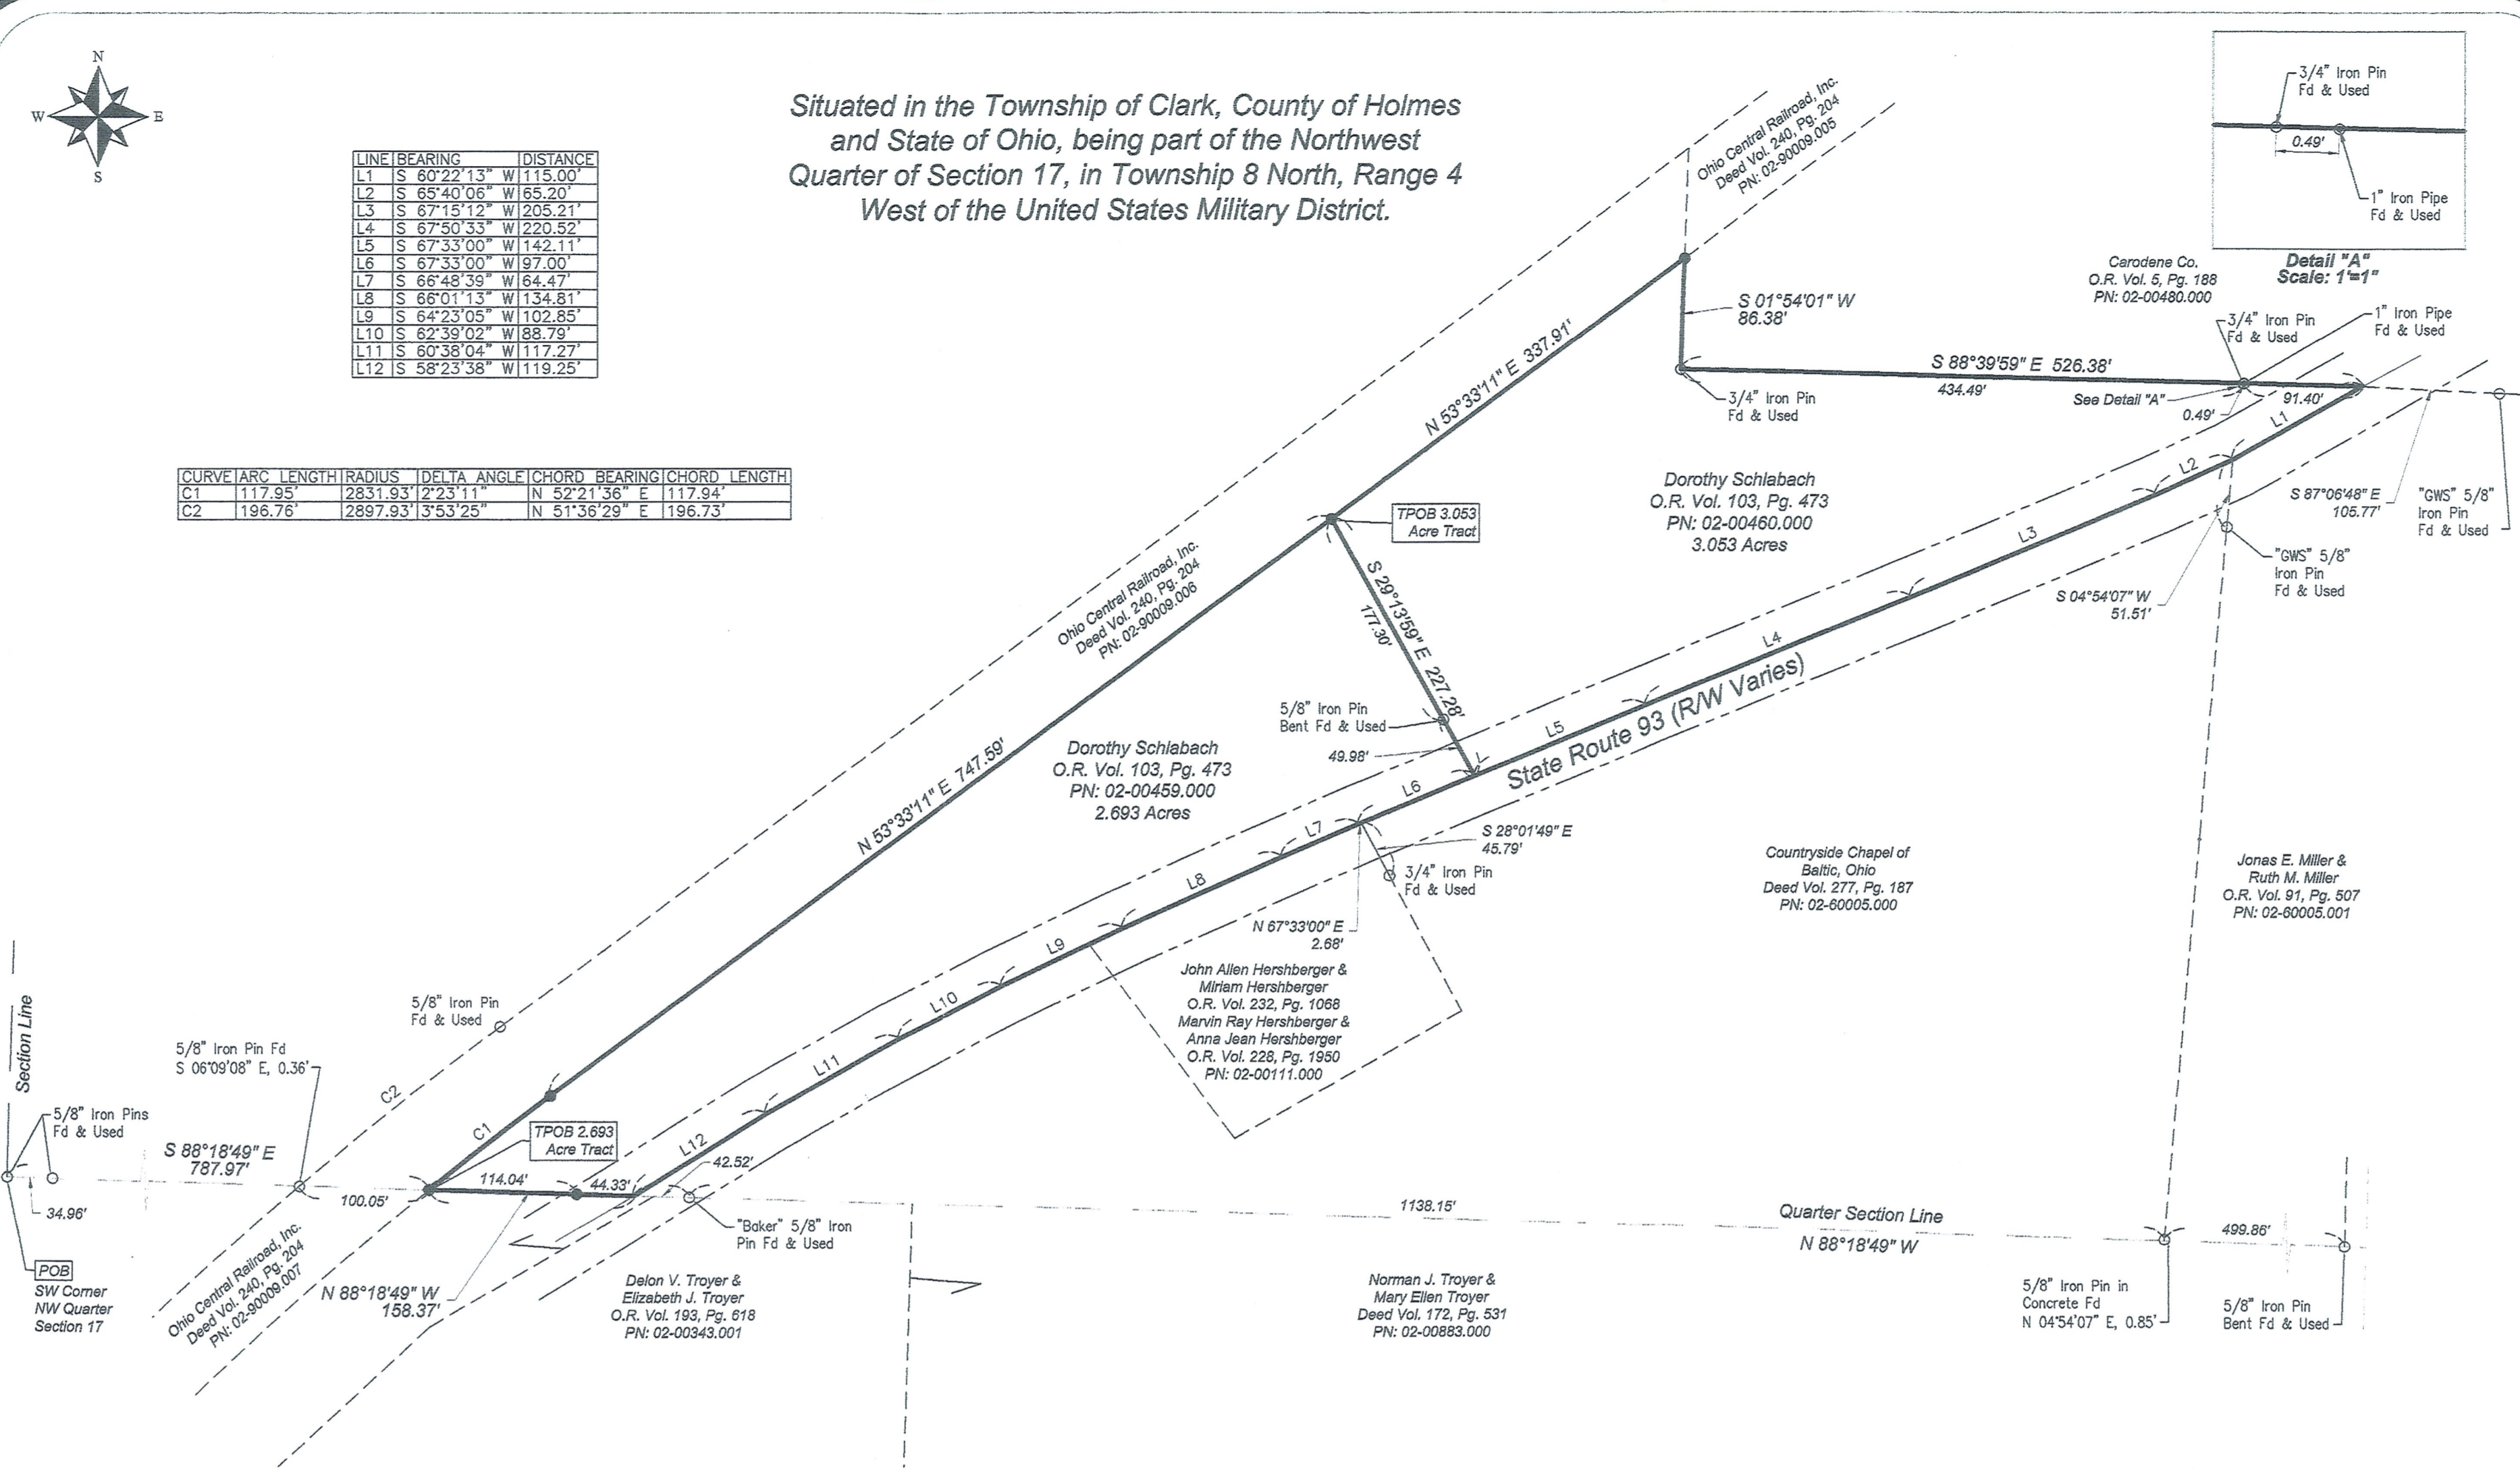 N
W
E
S
Situated in the Township of Clark, County of Holmes
and State of Ohio, being part of the Northwest
Quarter of Section 17, in Township 8 North, Range 4
West of the United States Military District.
LINE BEARING DISTANCE
L1 S 60°22'13" W 115.00'
L2 S 65°40'06" W 65.20'
L3 S 67°15'12" W 205.21'
L4 S 67°50'33" W 220.52'
L5 S 67°33'00" W 142.11'
L6 S 67°33'00" W 97.00'
L7 S 66°48'39" W 64.47'
L8 S 66°01'13" W 134.81'
L9 S 64°23'05" W 102.85'
L10 S 62°39'02" W 88.79'
L11 S 60°38'04" W 117.27'
L12 S 58°23'38" W 119.25'
CURVE ARC LENGTH RADIUS DELTA ANGLE CHORD BEARING CHORD LENGTH
C1 117.95' 2831.93' 2°23'11" N 52°21'36" E 117.94'
C2 196.76' 2897.93' 3°53'25" N 51°36'29" E 196.73'
Ohio Central Railroad, Inc.
Deed Vol. 240, Pg. 204
PN: 02-90009.005
3/4" Iron Pin
Fd & Used
0.49'
1" Iron Pipe
Fd & Used
Detail "A"
Scale: 1'=1"
Carodene Co.
O.R. Vol. 5, Pg. 188
PN: 02-00480.000
3/4" Iron Pin
Fd & Used
1" Iron Pipe
Fd & Used
S 01°54'01" W
86.38'
S 88°39'59" E 526.38'
434.49'
See Detail "A"
0.49'
91.40'
3/4" Iron Pin
Fd & Used
N 53°33'11" E 337.91'
L1
L2
L3
L4
L5
L6
L7
L8
L9
L10
L11
L12
Dorothy Schlabach
O.R. Vol. 103, Pg. 473
PN: 02-00460.000
3.053 Acres
S 87°06'48" E
105.77'
"GWS" 5/8"
Iron Pin
Fd & Used
"GWS" 5/8"
Iron Pin
Fd & Used
S 04°54'07" W
51.51'
TPOB 3.053
Acre Tract
Ohio Central Railroad, Inc.
Deed Vol. 240, Pg. 204
PN: 02-90009.006
S 29°13'59" E 227.28'
177.30'
5/8" Iron Pin
Bent Fd & Used
49.98'
State Route 93 (R/W Varies)
N 53°33'11" E 747.59'
Dorothy Schlabach
O.R. Vol. 103, Pg. 473
PN: 02-00459.000
2.693 Acres
S 28°01'49" E
45.79'
3/4" Iron Pin
Fd & Used
N 67°33'00" E
2.68'
Countryside Chapel of
Baltic, Ohio
Deed Vol. 277, Pg. 187
PN: 02-60005.000
Jonas E. Miller &
Ruth M. Miller
O.R. Vol. 91, Pg. 507
PN: 02-60005.001
John Allen Hershberger &
Miriam Hershberger
O.R. Vol. 232, Pg. 1068
Marvin Ray Hershberger &
Anna Jean Hershberger
O.R. Vol. 228, Pg. 1950
PN: 02-00111.000
Section Line
5/8" Iron Pin
Fd & Used
5/8" Iron Pin Fd
S 06°09'08" E, 0.36'
C2
C1
5/8" Iron Pins
Fd & Used
S 88°18'49" E
787.97'
34.96'
100.05'
TPOB 2.693
Acre Tract
114.04'
44.33'
42.52'
"Baker" 5/8" Iron
Pin Fd & Used
1138.15'
Quarter Section Line
N 88°18'49" W
499.86'
POB
SW Corner
NW Quarter
Section 17
Ohio Central Railroad, Inc.
Deed Vol. 240, Pg. 204
PN: 02-90009.007
N 88°18'49" W
158.37'
Delon V. Troyer &
Elizabeth J. Troyer
O.R. Vol. 193, Pg. 618
PN: 02-00343.001
Norman J. Troyer &
Mary Ellen Troyer
Deed Vol. 172, Pg. 531
PN: 02-00883.000
5/8" Iron Pin in
Concrete Fd
N 04°54'07" E, 0.85'
5/8" Iron Pin
Bent Fd & Used